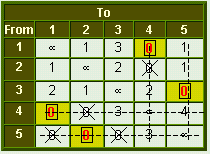 To
From 1 2 3 4 5
1 ∞ 1 3 0 1
2 1 ∞ 2 0 1
3 2 1 ∞ 2 0
4 0 0 3 ∞ 4
5 0 0 0 3 ∞